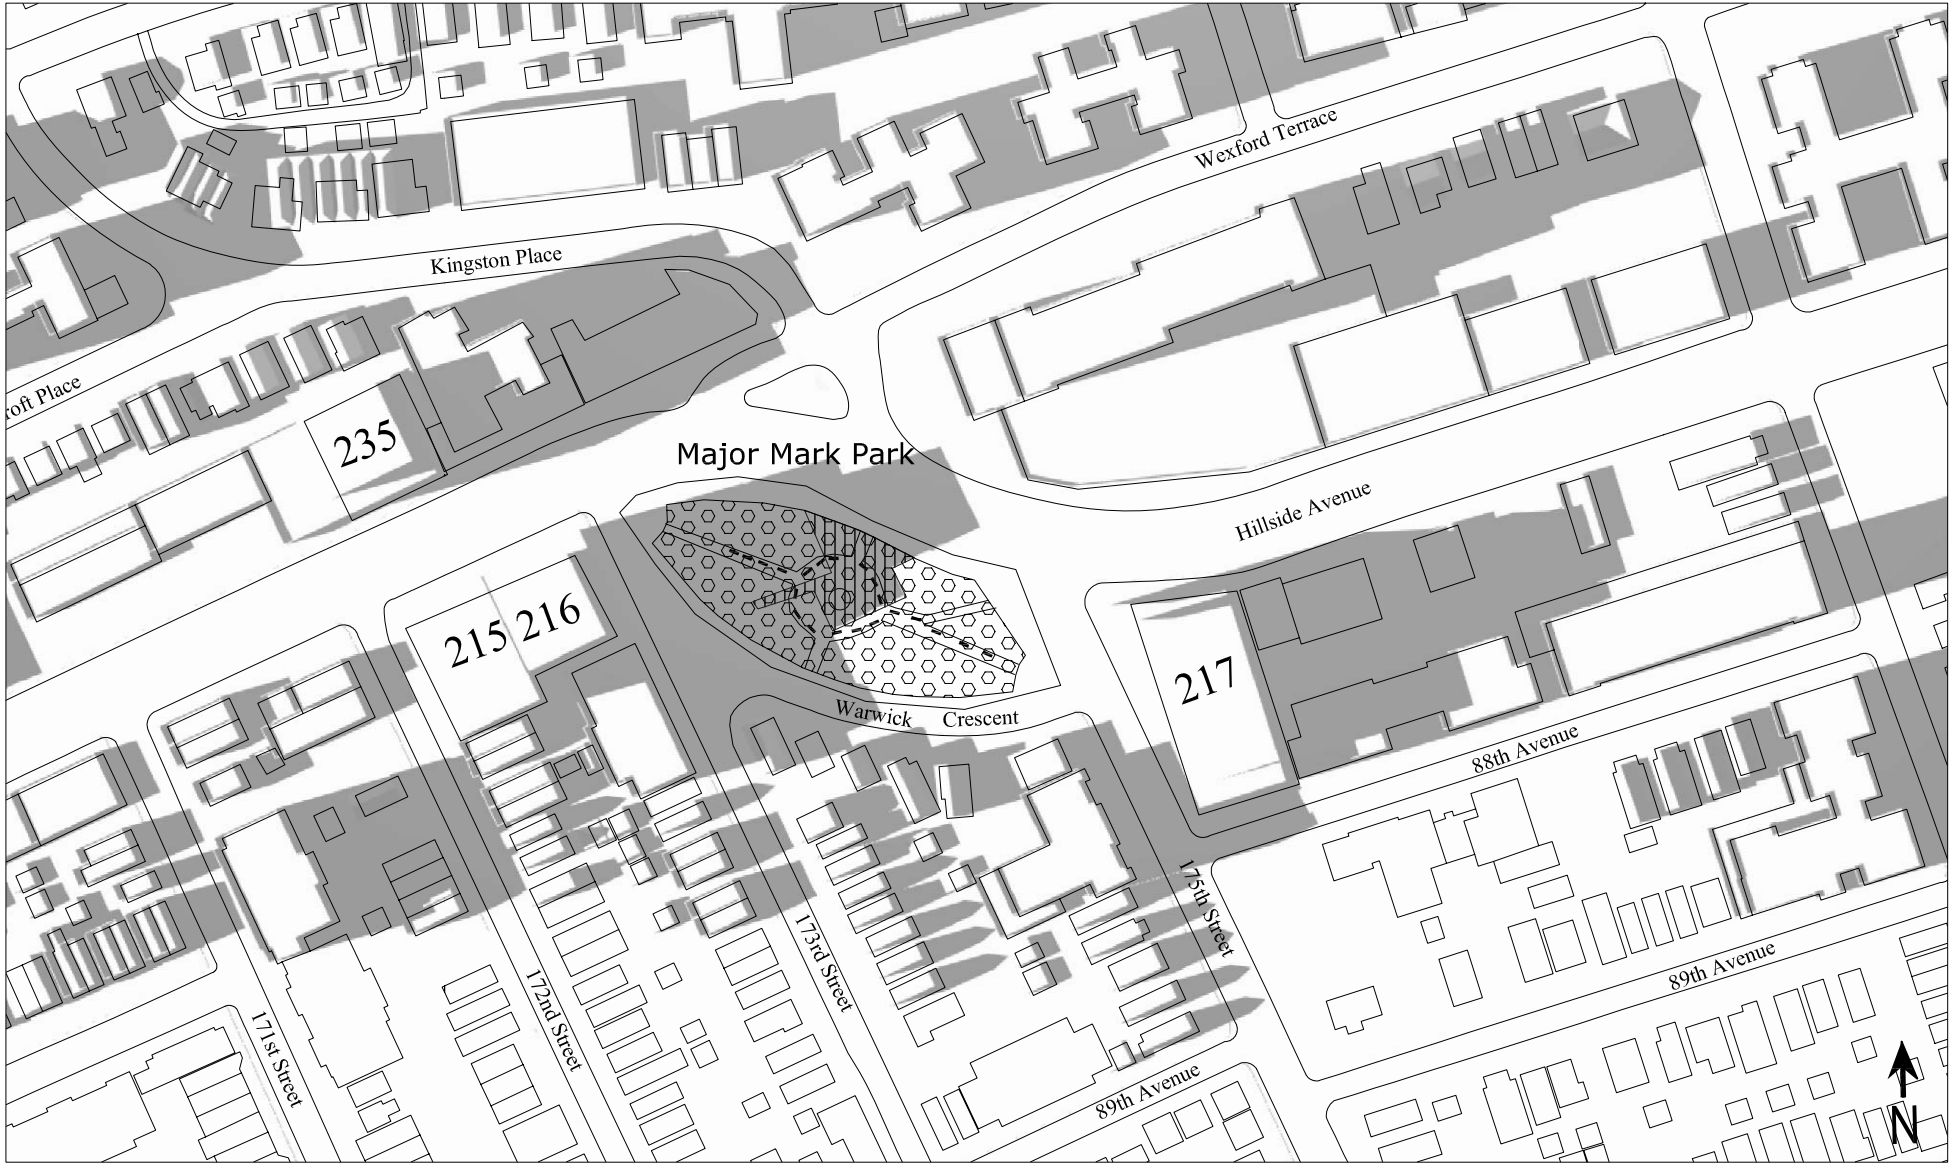 Wexford Terrace
Kingston Place
roft Place
235
Major Mark Park
Hillside Avenue
215
216
217
Warwick Crescent
88th Avenue
175th Street
173rd Street
172nd Street
171st Street
89th Avenue
89th Avenue
N